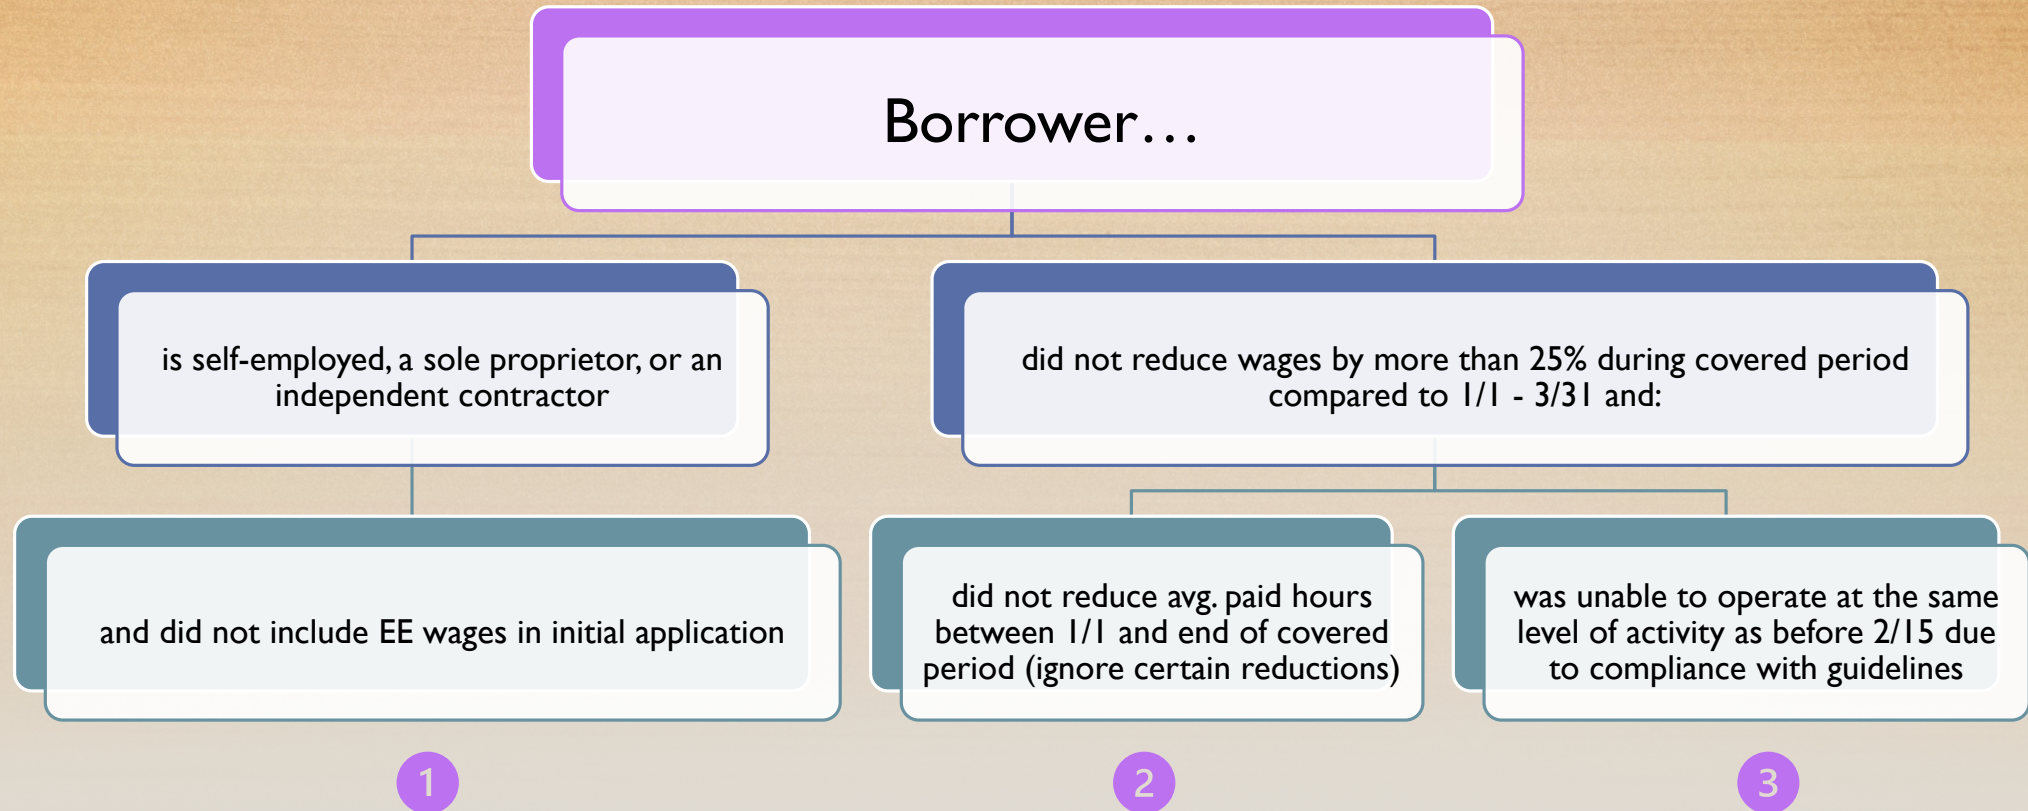 Borrower…
is self-employed, a sole proprietor, or an
independent contractor
did not reduce wages by more than 25% during covered period
compared to 1/1 - 3/31 and:
and did not include EE wages in initial application
did not reduce avg. paid hours
between 1/1 and end of covered
period (ignore certain reductions)
was unable to operate at the same
level of activity as before 2/15 due
to compliance with guidelines
1
2
3